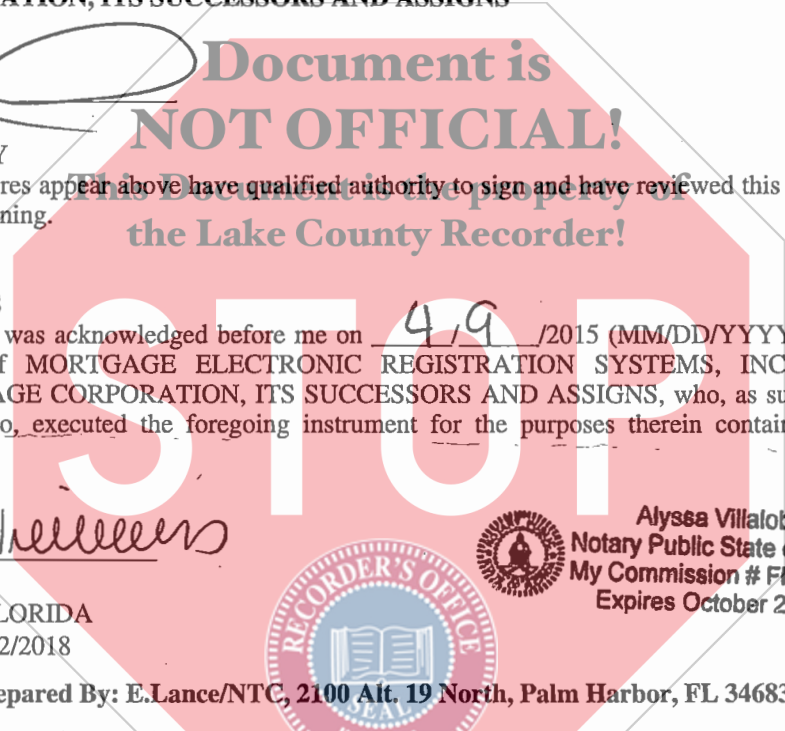 ATION, ITS SUCCESSORS AND ASSIGNS
Document is
NOT OFFICIAL!
Y
res appear above have qualified authority to sign and have reviewed this
This Document is the property of
ning.
the Lake County Recorder!
was acknowledged before me on 4 / 9 /2015 (MM/DD/YYYY
f MORTGAGE ELECTRONIC REGISTRATION SYSTEMS, INC
AGE CORPORATION, ITS SUCCESSORS AND ASSIGNS, who, as su
o, executed the foregoing instrument for the purposes therein contain
STOP
Alyssa Villalob
Notary Public State
My Commission # F
Expires October 2
RECORDER'S OFFICE
LORIDA
2/2018
SEAL
epared By: E.Lance/NTC, 2100 Alt. 19 North, Palm Harbor, FL 34683